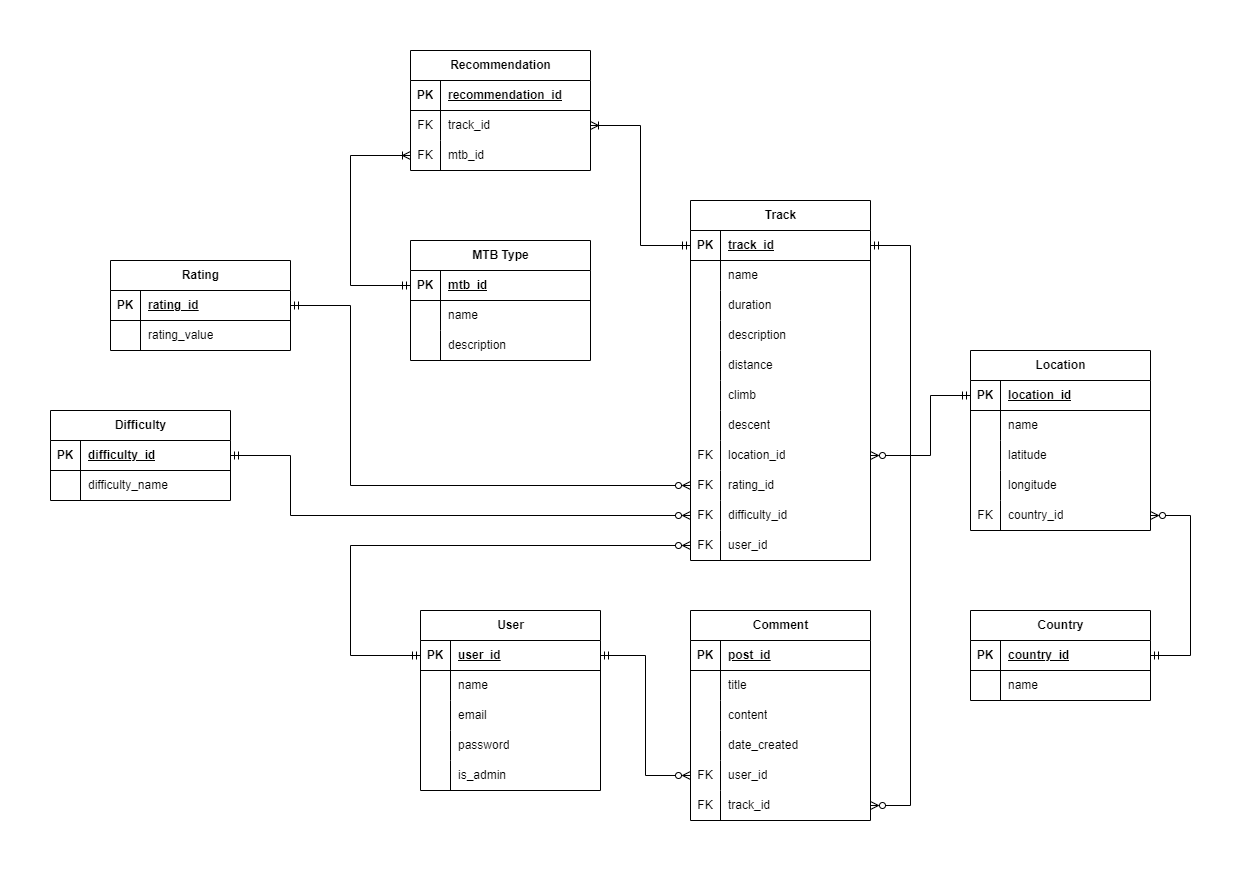 Recommendation
PK recommendation_id
FK track_id
FK mtb_id
MTB Type
PK mtb_id
name
description
Rating
PK rating_id
rating_value
Difficulty
PK difficulty_id
difficulty_name
Track
PK track_id
name
duration
description
distance
climb
descent
FK location_id
FK rating_id
FK difficulty_id
FK user_id
Location
PK location_id
name
latitude
longitude
FK country_id
User
PK user_id
name
email
password
is_admin
Comment
PK post_id
title
content
date_created
FK user_id
FK track_id
Country
PK country_id
name